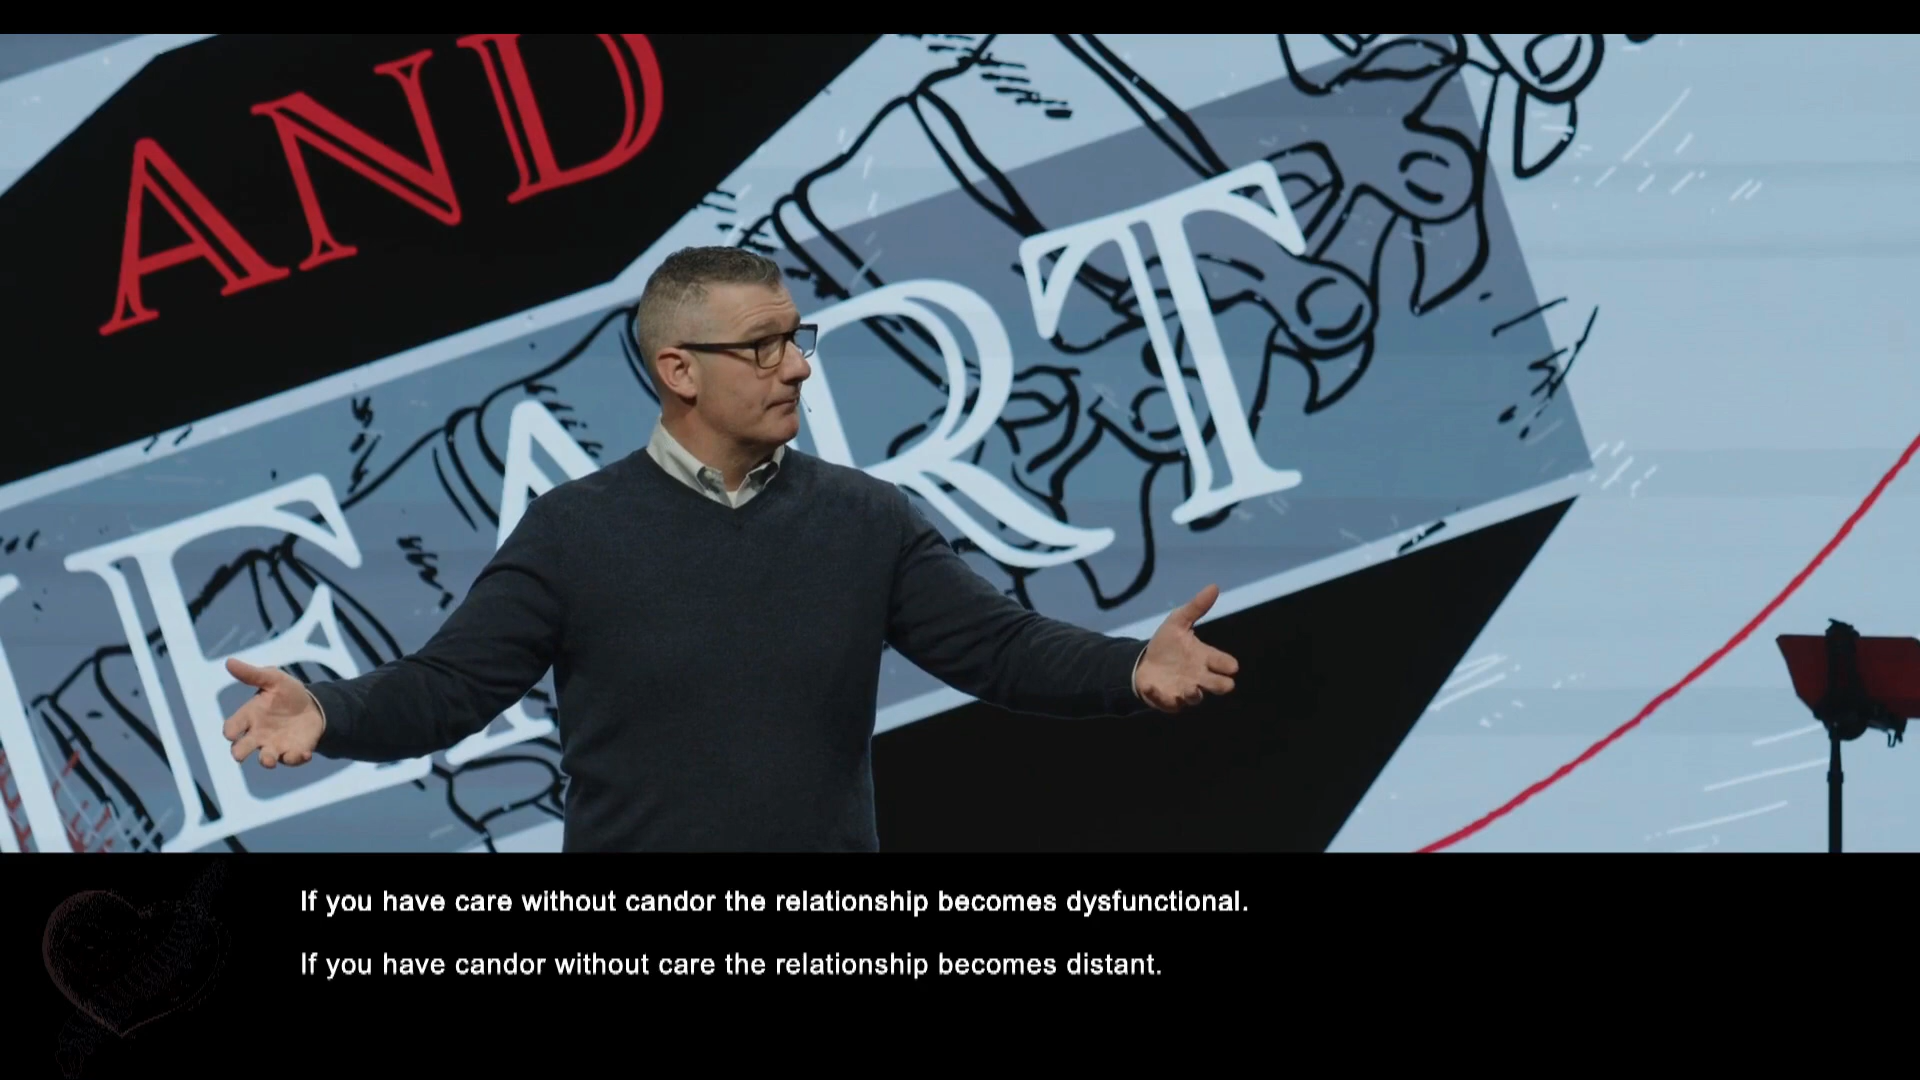 AND
HEART
If you have care without candor the relationship becomes dysfunctional.
If you have candor without care the relationship becomes distant.